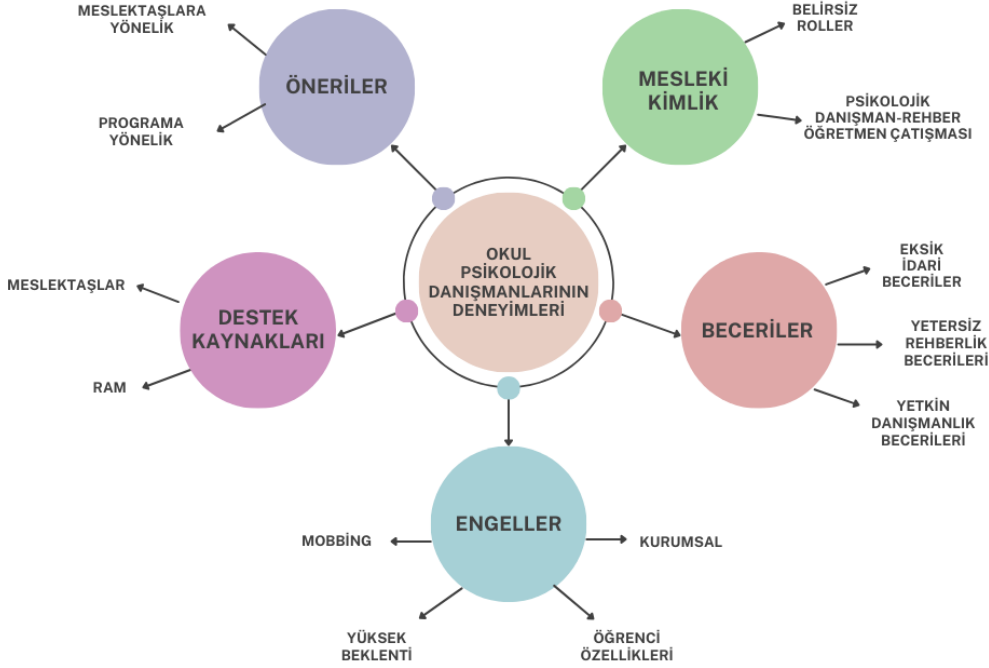 MESLEKTAŞLARA
YÖNELİK
ÖNERİLER
PROGRAMA
YÖNELİK
BELİRSİZ
ROLLER
MESLEKİ
KİMLİK
PSİKOLOJİK
DANIŞMAN-REHBER
ÖĞRETMEN ÇATIŞMASI
OKUL
PSİKOLOJİK
DANIŞMANLARININ
DENEYİMLERİ
MESLEKTAŞLAR
DESTEK
KAYNAKLARI
RAM
BECERİLER
EKSİK
İDARİ
BECERİLER
YETERSİZ
REHBERLİK
BECERİLERİ
YETKİN
DANIŞMANLIK
BECERİLERİ
ENGELLER
MOBBİNG
KURUMSAL
YÜKSEK
BEKLENTİ
ÖĞRENCİ
ÖZELLİKLERİ